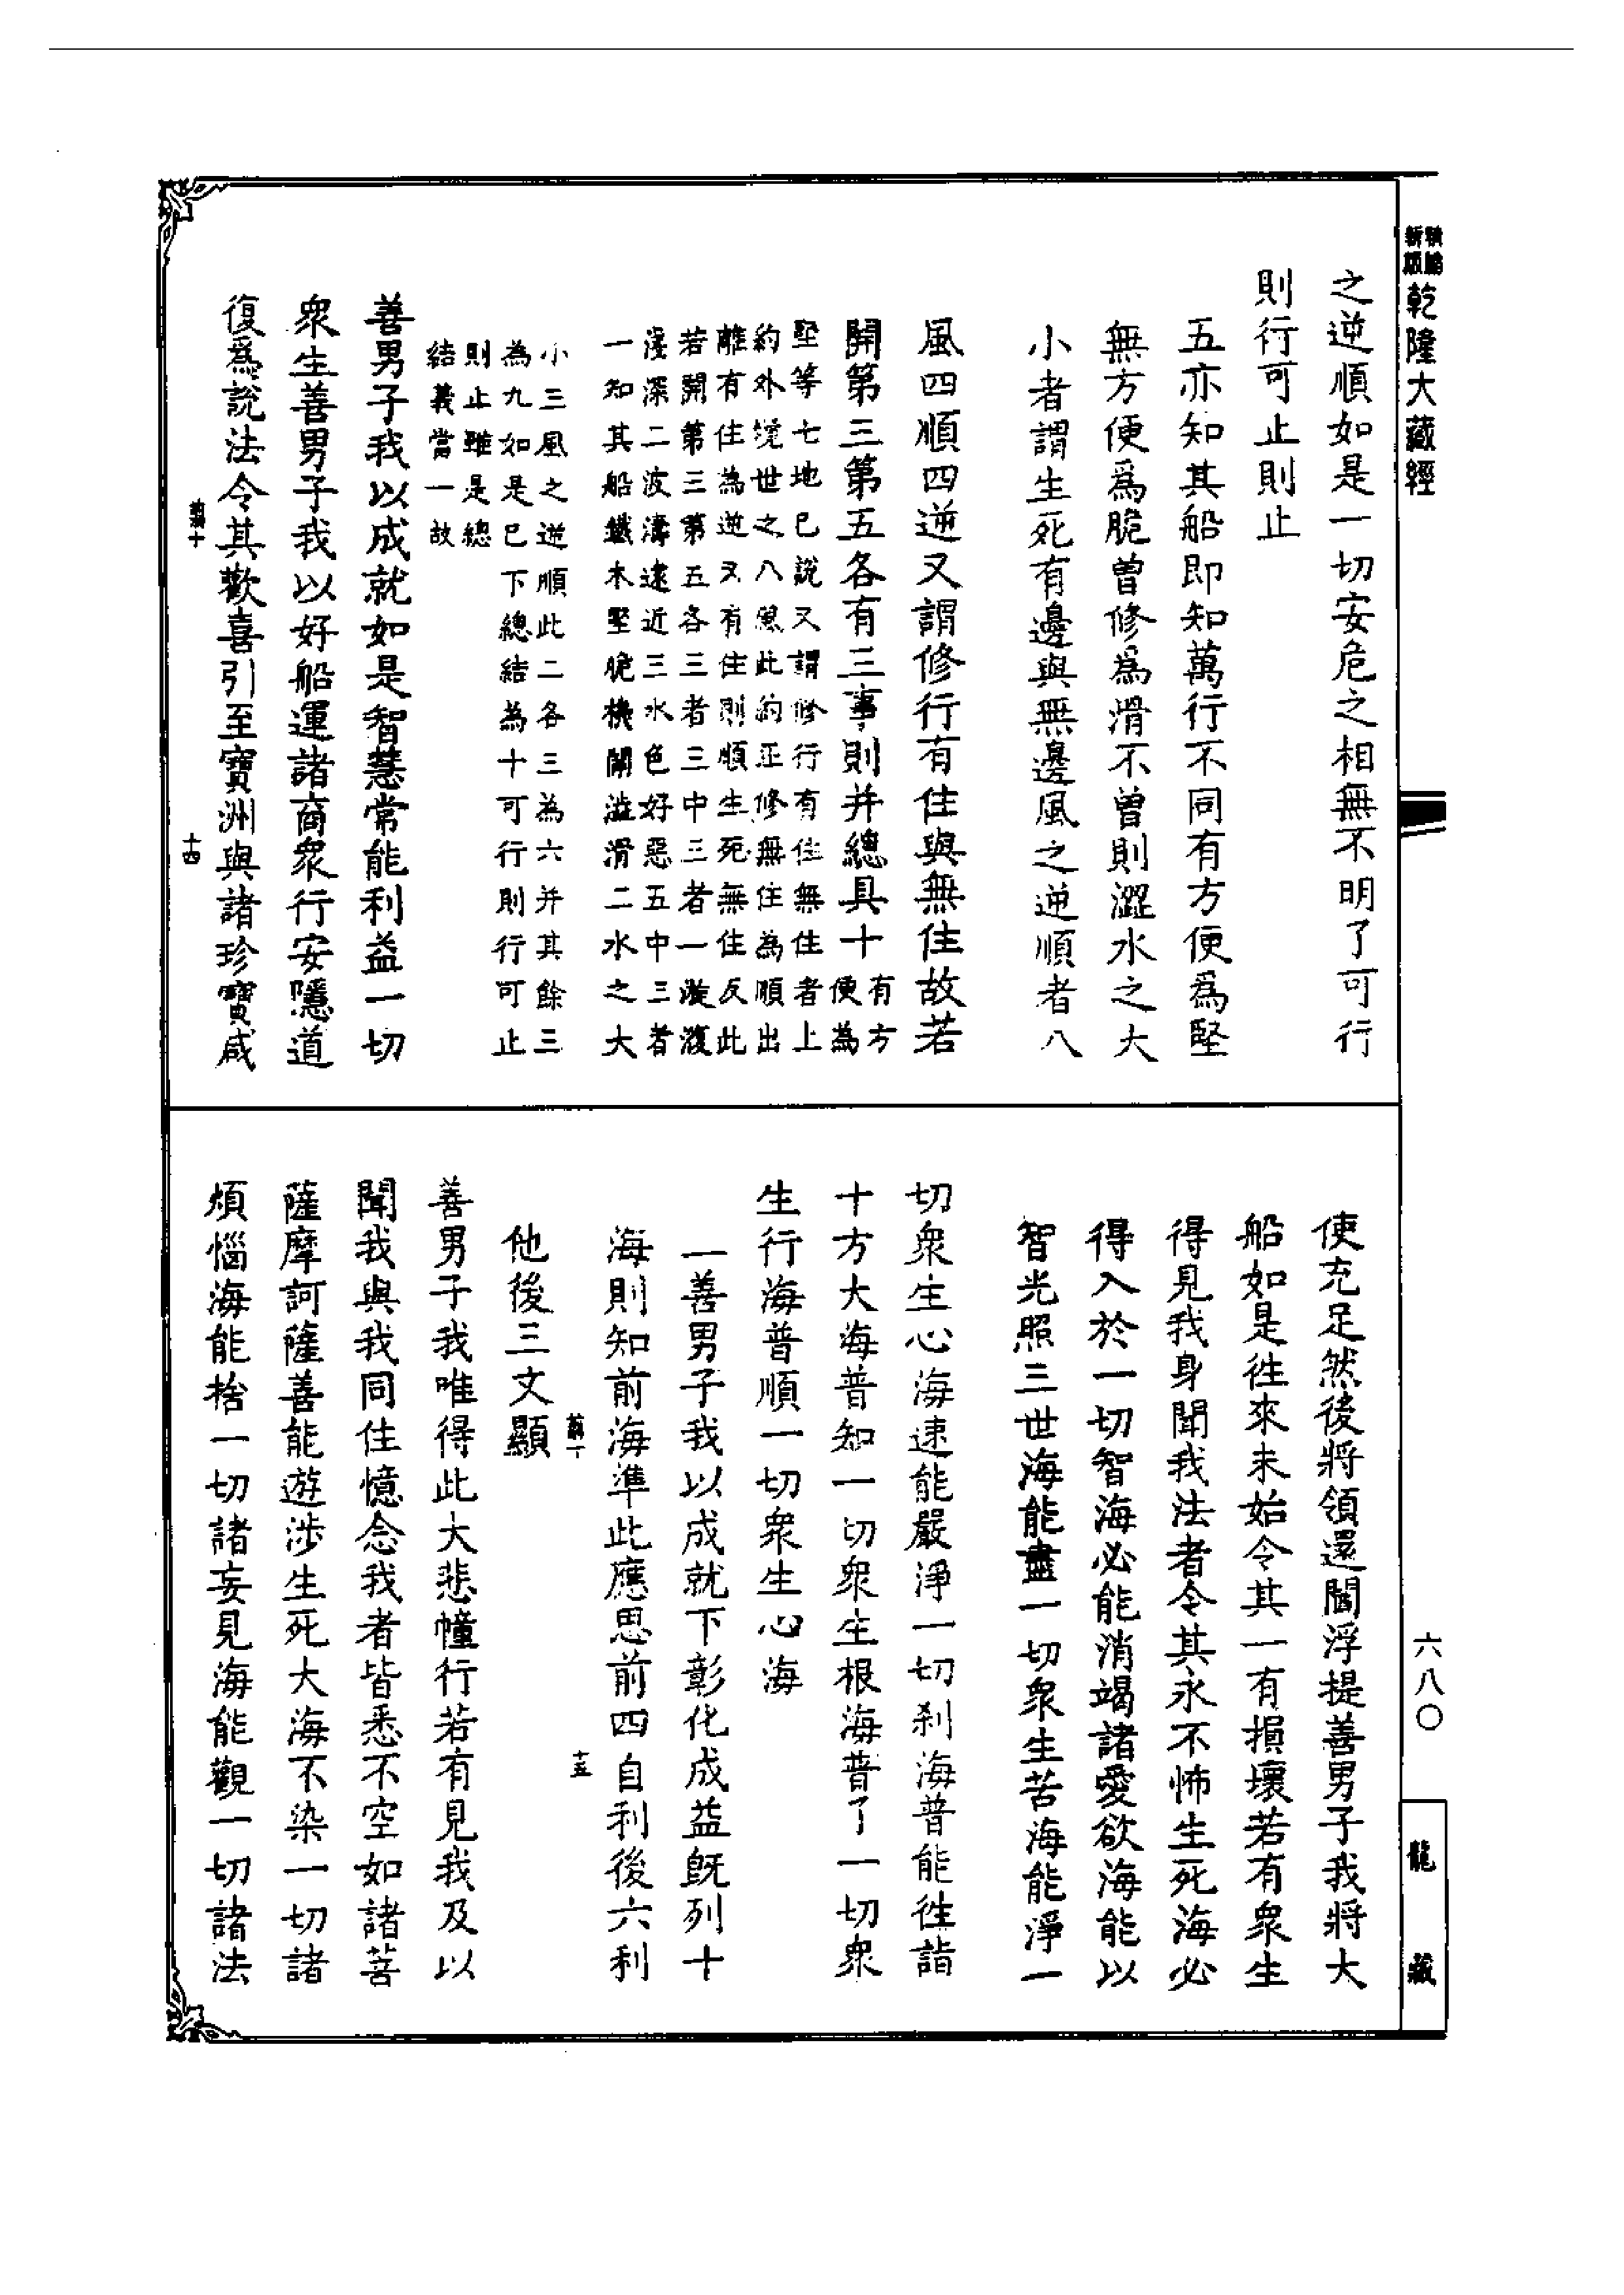 新版
乾隆大藏經
之逆順如是一切安危之相無不明了可行
則行可止則止
五亦知其船即知萬行不同有方便爲堅
無方便爲脆曾修爲滑不曾則澀水之大
小者謂生死有邊與無邊風之逆順者八
風四順四逆又謂修行有住與無住故若
開第三第五各有三事則并總具十有方
便為
堅等七地已說又謂修行有住無住者上
約外境世之八風此約正修無住為順出
離有住為逆又有住則順生死無住反此
若開第三第五各三者三中三者一漩澓
淺深二波濤遠近三水色好惡五中三者
一知其船鐵木堅脆機關澁滑二水之大
小三風之逆順此二各三為六并其餘三
為九如是已下總結為十可行則行可止
則止雖是總
結義當一故
善男子我以成就如是智慧常能利益一切
衆生善男子我以好船運諸商衆行安隱道
復爲說法令其歡喜引至寶洲與諸珍寶咸
十四
使充足然後將領還閻浮提善男子我將大
船如是往來未始令其一有損壞若有衆生
得見我身聞我法者令其永不怖生死海必
得入於一切智海必能消竭諸愛欲海能以
智光照三世海能盡一切衆生苦海能淨一
切衆生心海速能嚴淨一切刹海普能往詣
十方大海普知一切衆生根海普了一切衆
生行海普順一切衆生心海
一善男子我以成就下彰化成益旣列十
海則知前海準此應思前四自利後六利
十五
他後三文顯
善男子我唯得此大悲幢行若有見我及以
聞我與我同住憶念我者皆悉不空如諸菩
薩摩訶薩善能遊涉生死大海不染一切諸
煩惱海能捨一切諸妄見海能觀一切諸法
六八〇
龍藏